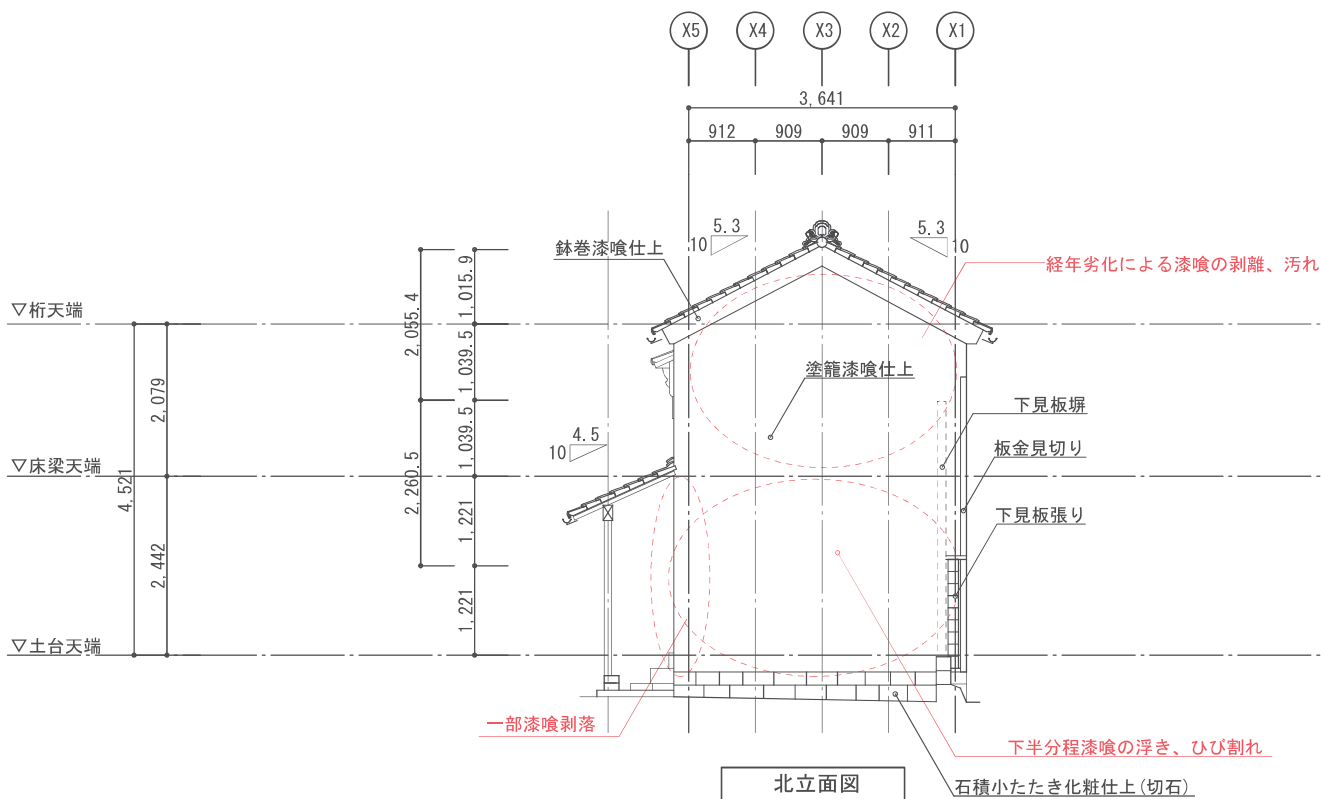 X5 X4 X3 X2 X1
3,641
912 909 909 911
5.3
10
5.3
10
鉢巻漆喰仕上
経年劣化による漆喰の剥離、汚れ
▽桁天端
1,015.9
2,055.4
1,039.5
2,079
塗籠漆喰仕上
下見板塀
1,039.5
4.5
10
板金見切り
▽床梁天端
4,521
2,260.5
1,221
下見板張り
2,442
1,221
▽土台天端
一部漆喰剥落
下半分程漆喰の浮き、ひび割れ
北立面図
石積小たたき化粧仕上(切石)